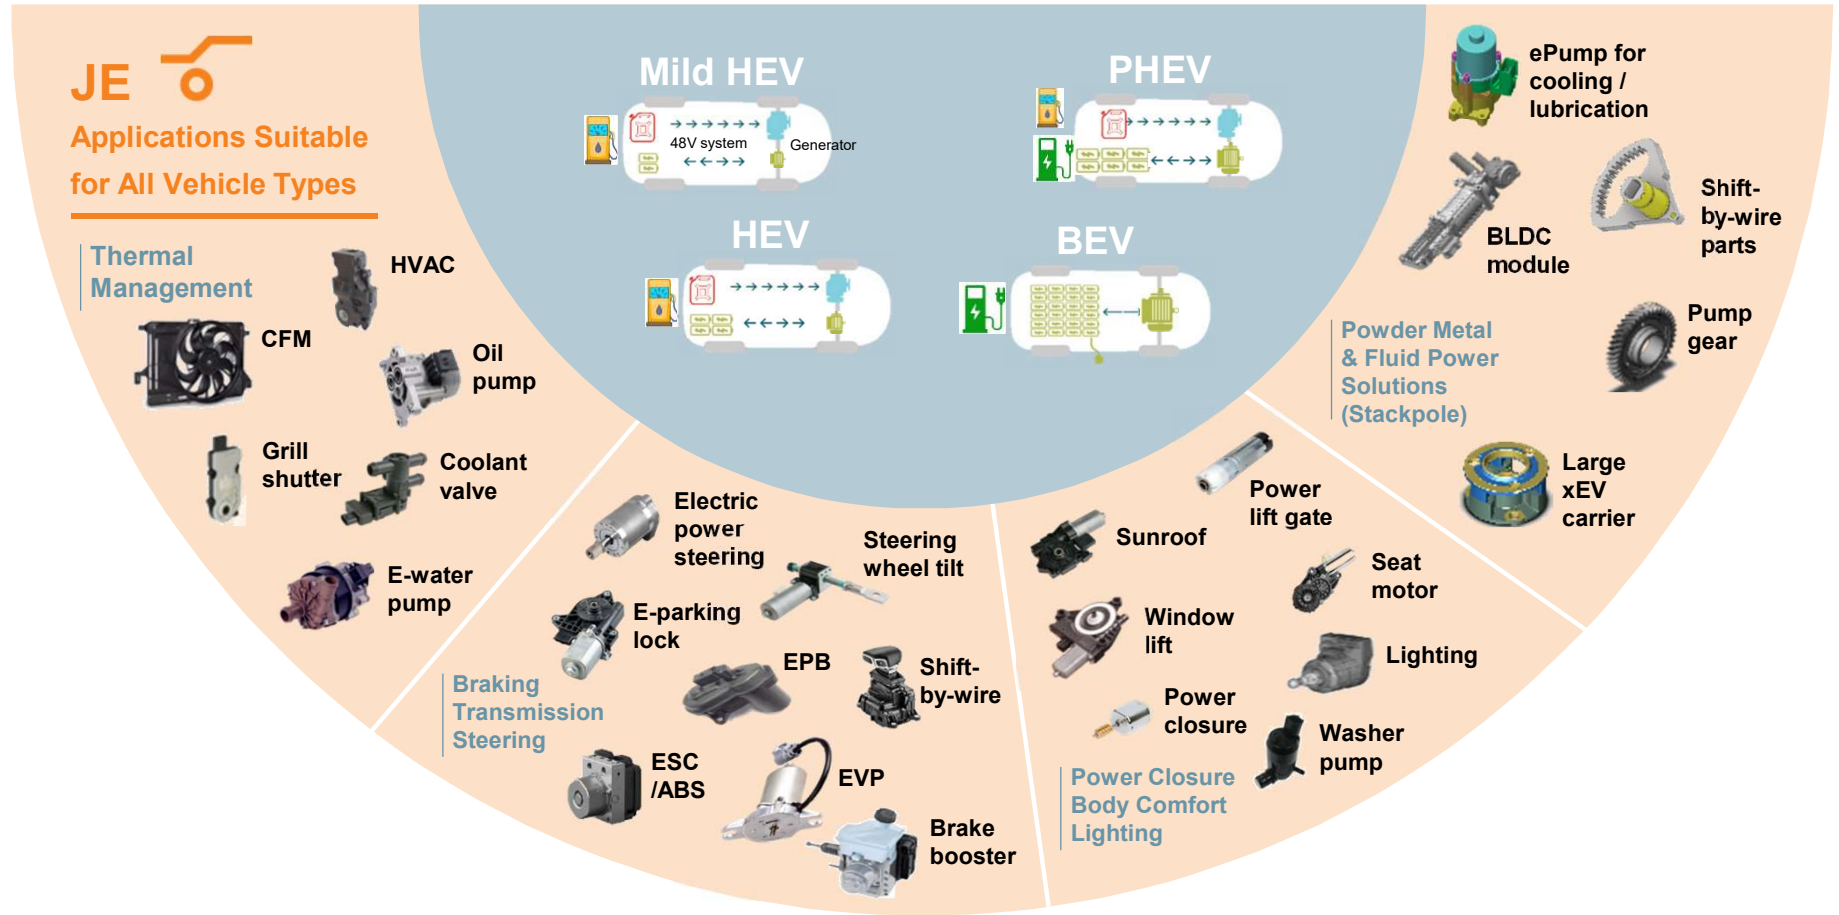 JE
Applications Suitable
for All Vehicle Types
Mild HEV
48V system
Generator
PHEV
HEV
BEV
Thermal
Management
HVAC
CFM
Oil
pump
Grill
shutter
Coolant
valve
E-water
pump
Braking
Transmission
Steering
Electric
power
steering
Steering
wheel tilt
E-parking
lock
EPB
Shift-
by-wire
ESC
/ABS
EVP
Brake
booster
Power Closure
Body Comfort
Lighting
Power
lift gate
Sunroof
Seat
motor
Window
lift
Lighting
Power
closure
Washer
pump
Powder Metal
& Fluid Power
Solutions
(Stackpole)
ePump for
cooling /
lubrication
Shift-
by-wire
parts
BLDC
module
Pump
gear
Large
xEV
carrier